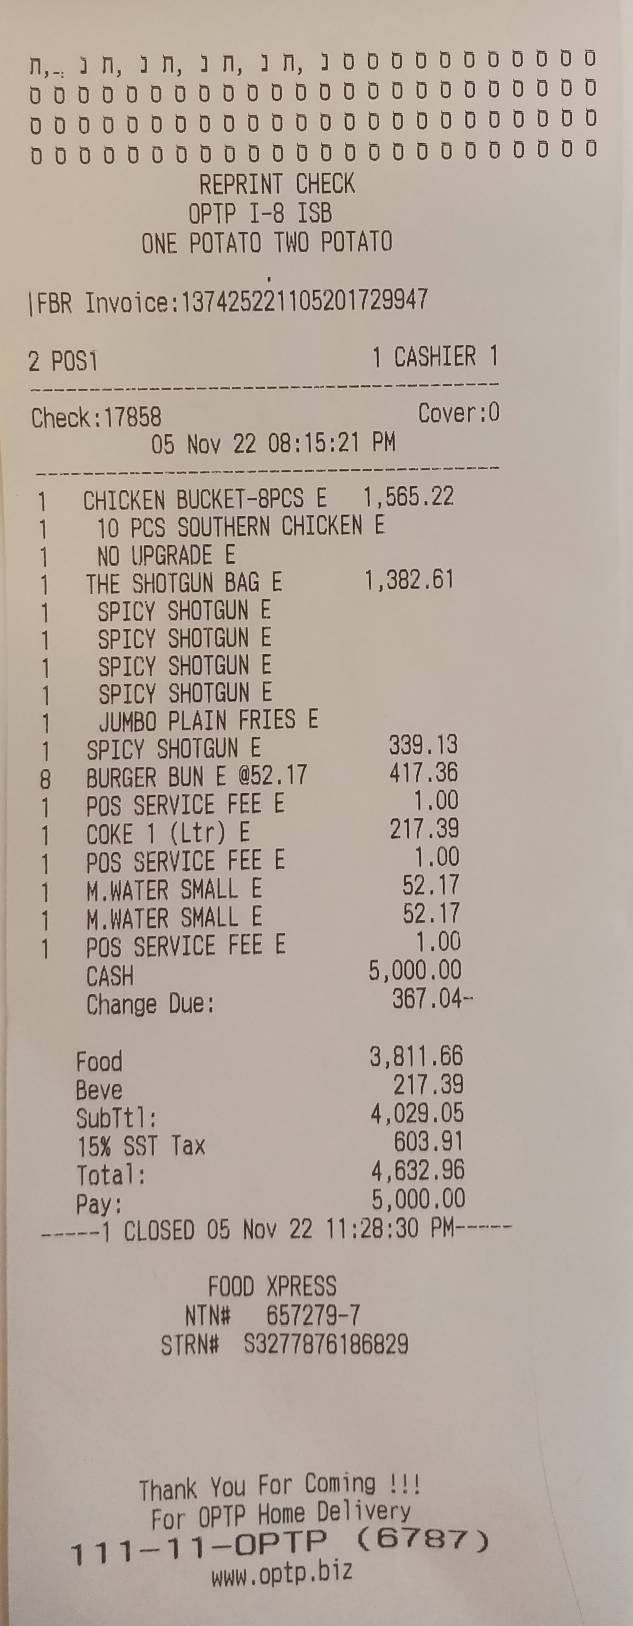 REPRINT CHECK
OPTP I-8 ISB
ONE POTATO TWO POTATO
|FBR Invoice:137425221105201729947
2 POS1 1 CASHIER 1
----------------------------------------
Check:17858 Cover:0
05 Nov 22 08:15:21 PM
----------------------------------------
1 CHICKEN BUCKET-8PCS E 1,565.22
1 10 PCS SOUTHERN CHICKEN E
1 NO UPGRADE E
1 THE SHOTGUN BAG E 1,382.61
1 SPICY SHOTGUN E
1 SPICY SHOTGUN E
1 SPICY SHOTGUN E
1 SPICY SHOTGUN E
1 JUMBO PLAIN FRIES E
1 SPICY SHOTGUN E 339.13
8 BURGER BUN E @52.17 417.36
1 POS SERVICE FEE E 1.00
1 COKE 1 (Ltr) E 217.39
1 POS SERVICE FEE E 1.00
1 M.WATER SMALL E 52.17
1 M.WATER SMALL E 52.17
1 POS SERVICE FEE E 1.00
CASH 5,000.00
Change Due: 367.04-
Food 3,811.66
Beve 217.39
SubTtl: 4,029.05
15% SST Tax 603.91
Total: 4,632.96
Pay: 5,000.00
-----1 CLOSED 05 Nov 22 11:28:30 PM-----
FOOD XPRESS
NTN# 657279-7
STRN# S3277876186829
Thank You For Coming !!!
For OPTP Home Delivery
111-11-OPTP (6787)
www.optp.biz